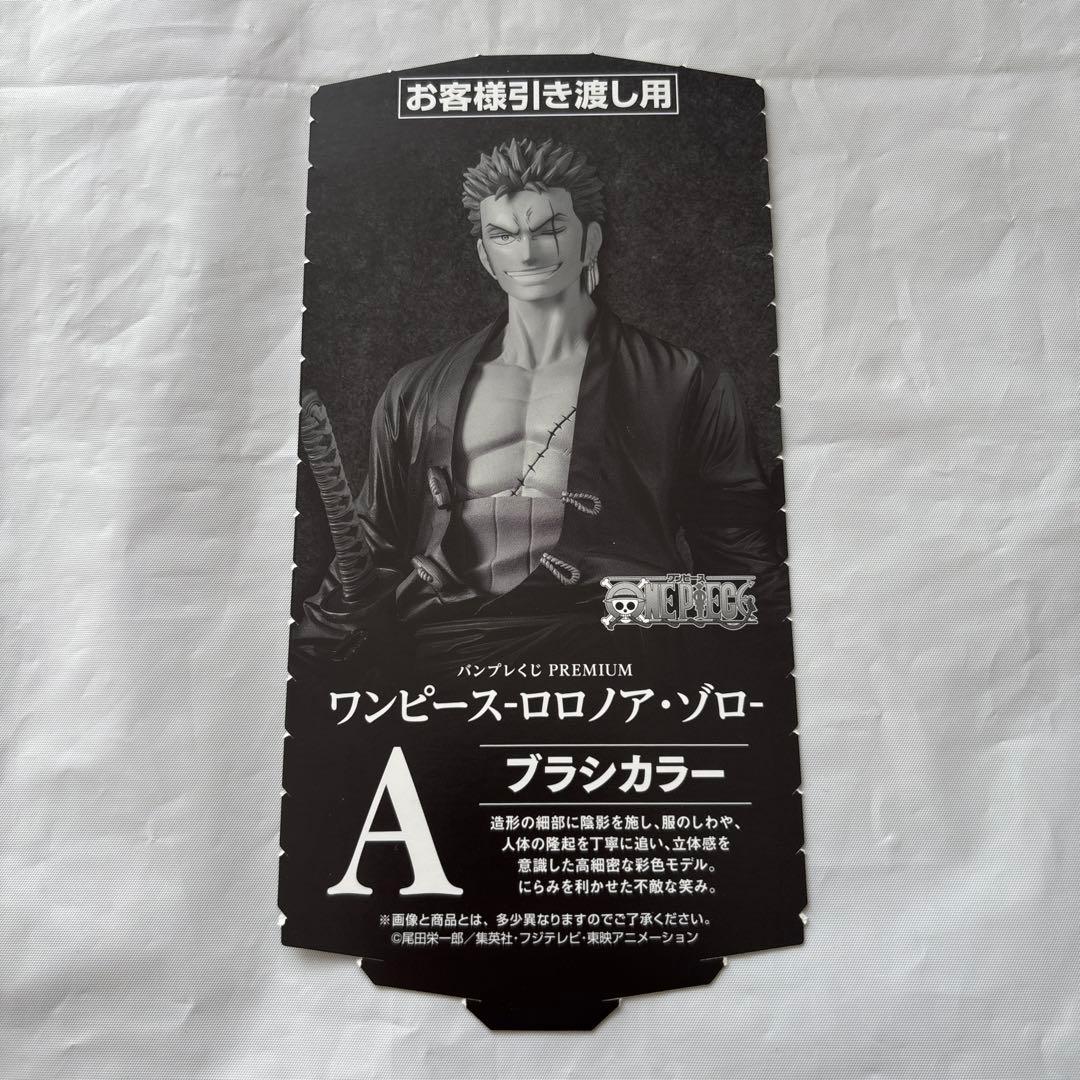 お客様引き渡し用
ワンピース
ONE PIECE
バンプレくじ PREMIUM
ワンピース-ロロノア・ゾロ-
A
ブラシカラー
造形の細部に陰影を施し、服のしわや、
人体の隆起を丁寧に追い、立体感を
意識した高細密な彩色モデル。
にらみを利かせた不敵な笑み。
※画像と商品とは、多少異なりますのでご了承ください。
©尾田栄一郎／集英社・フジテレビ・東映アニメーション